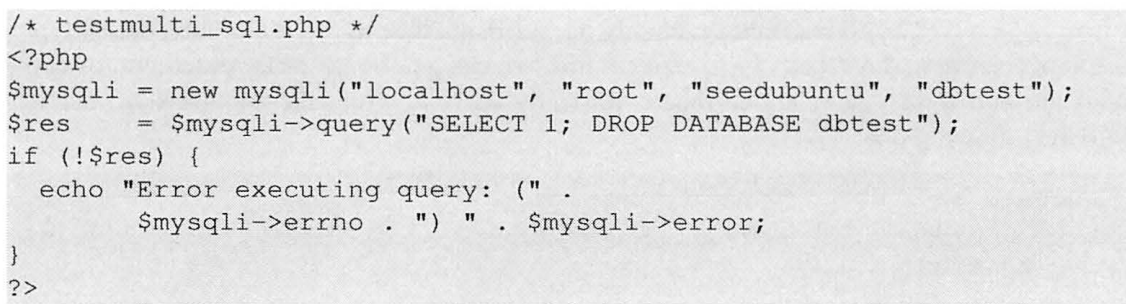 /* testmulti_sql.php */
<?php
$mysqli = new mysqli("localhost", "root", "seedubuntu", "dbtest");
$res    = $mysqli->query("SELECT 1; DROP DATABASE dbtest");
if (!$res) {
  echo "Error executing query: (" .
       $mysqli->errno . ") " . $mysqli->error;
}
?>